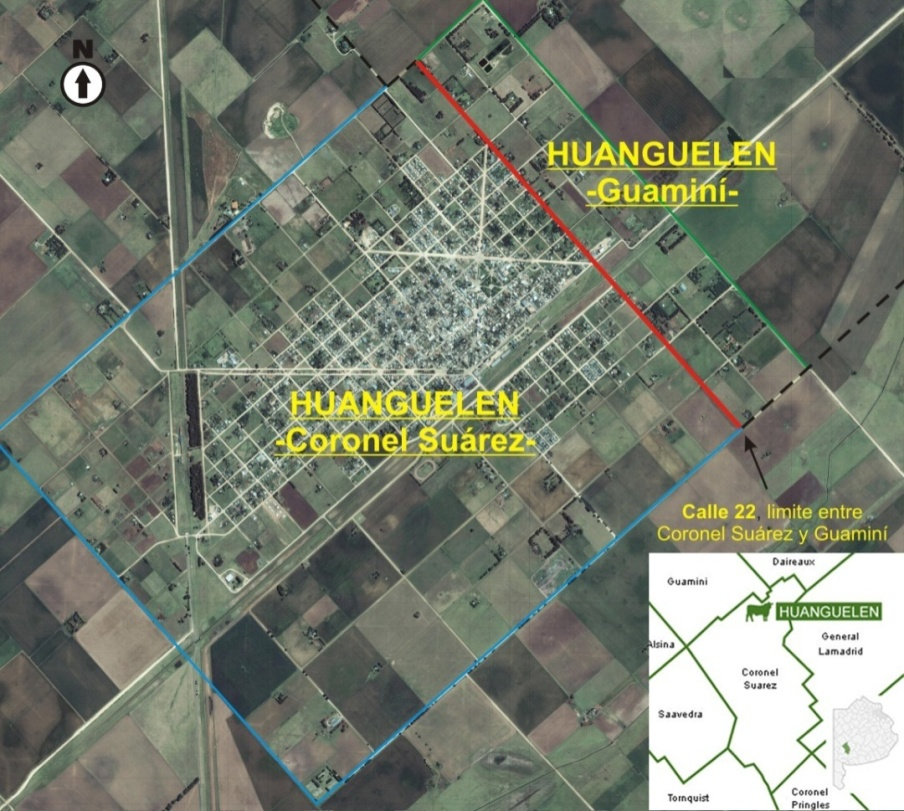 N
HUANGUELEN
-Guaminí-
HUANGUELEN
-Coronel Suárez-
Calle 22, limite entre
Coronel Suárez y Guaminí
Daireaux
Guamini
HUANGUELEN
General
Lamadrid
Alsina
Coronel
Suarez
Saavedra
Tornquist
Coronel
Pringles